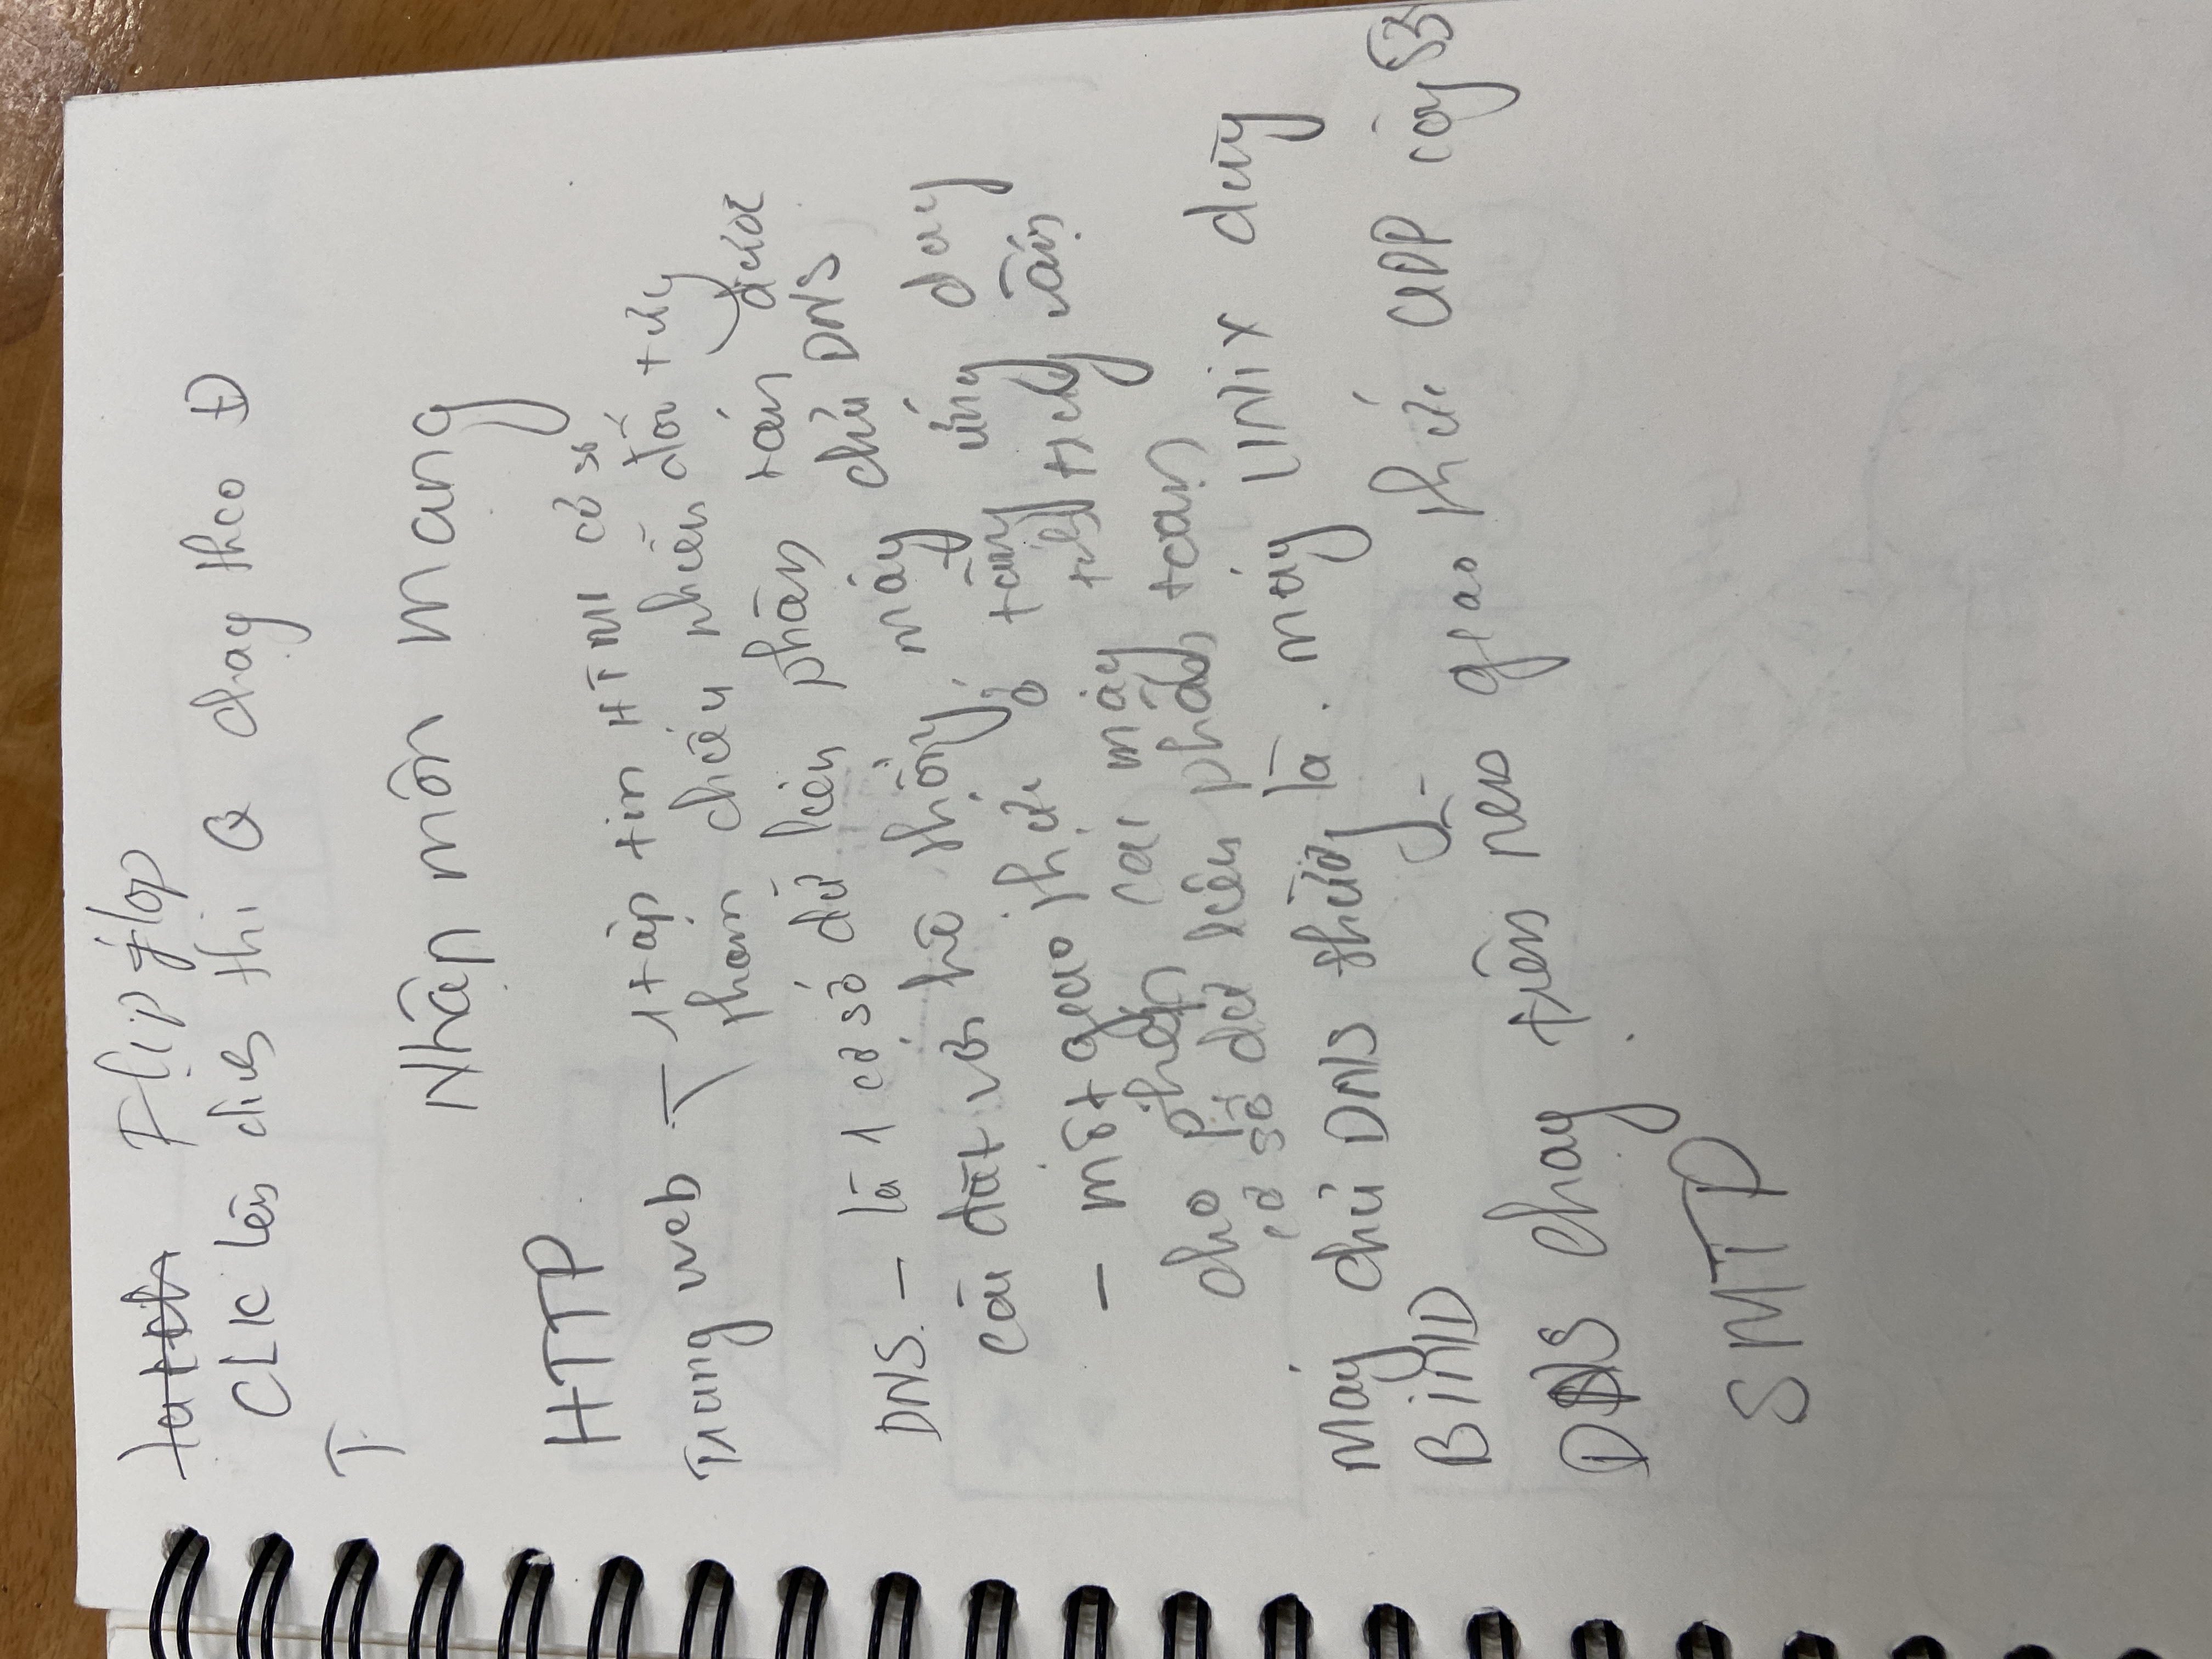 latch Flip flop
CLK lên đỉnh thì Q chạy theo D
T
Nhập môn mạng
HTTP
Trang web - 1 tập tin HTML cơ sở
tham chiếu nhiều đối tượng
DNS. - là 1 cơ sở dữ liệu phân tán được
cài đặt với hệ thống máy chủ DNS
- một giao thức ở tầng ứng dụng
cho phép các máy tính truy vấn
cơ sở dữ liệu phân
Máy chủ DNS thường là máy UNIX dùng
BIND
DNS chạy trên nền giao thức UDP cổng 53
SMTP